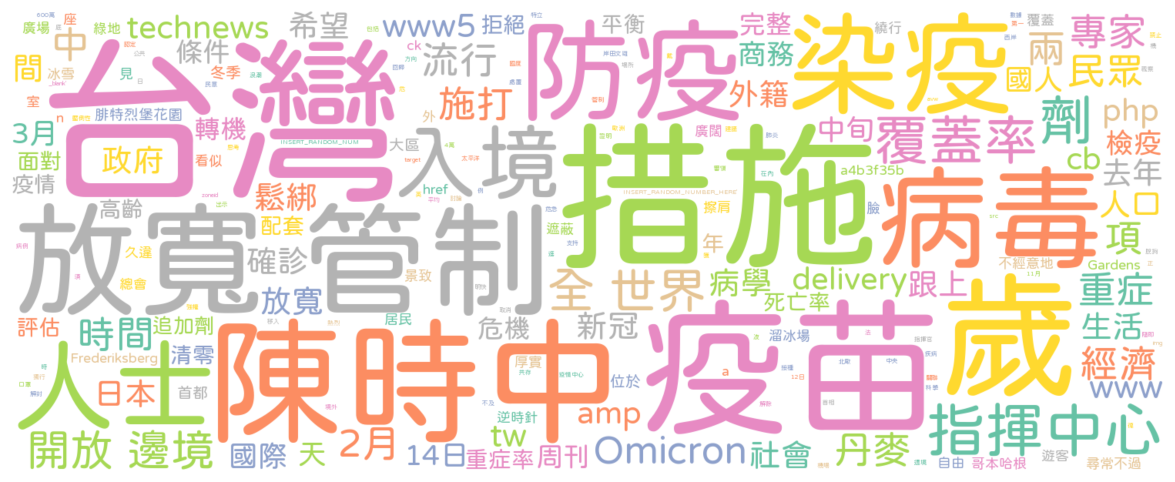 廣場
座
綠地
technews
希望
www5
拒絕
平衡
完整
專家
中
條件
ck
流行
商務
兩
民眾
間
冰雪
見
冬季
台灣
防疫
染疫
國人
室
n
腓特烈堡花園
施打
外籍
外
3月
轉機
INSERT_RANDOM_NUM
廣闊
中旬
覆蓋率
覆蓋
繞行
劑
php
檢疫
面對
政府
看似
大區
入境
措施
cb
去年
疫情
鬆綁
href
a4b3f35b
病毒
人口
高齡
配套
INSERT_RANDOM_NUMBER_HERE
擦肩
臉
項
放寬管制
久違
確診
遮蔽
年
不經意地
Gardens
總會
景致
全世界
病學
delivery
跟上
重症
放寬
死亡率
評估
時間
追加劑
居民
危機
新冠
溜冰場
生活
Frederiksberg
清零
陳時中
疫苗
歲
人士
日本
首都
厚實
位於
a
經濟
www
12日
逆時針
amp
指揮中心
開放
邊境
國際
天
2月
14日
重症率
周刊
tw
Omicron
社會
丹麥
自由
哥本哈根
遊客
尋常不過